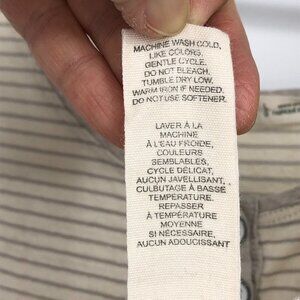 MACHINE WASH COLD,
LIKE COLORS,
GENTLE CYCLE.
DO NOT BLEACH.
TUMBLE DRY LOW.
WARM IRON IF NEEDED.
DO NOT USE SOFTENER.
LAVER À LA
MACHINE
À L'EAU FROIDE,
COULEURS
SEMBLABLES,
CYCLE DÉLICAT,
AUCUN JAVELLISANT,
CULBUTAGE À BASSE
TEMPÉRATURE.
REPASSER
À TEMPÉRATURE
MOYENNE
SI NÉCESSAIRE,
AUCUN ADOUCISSANT